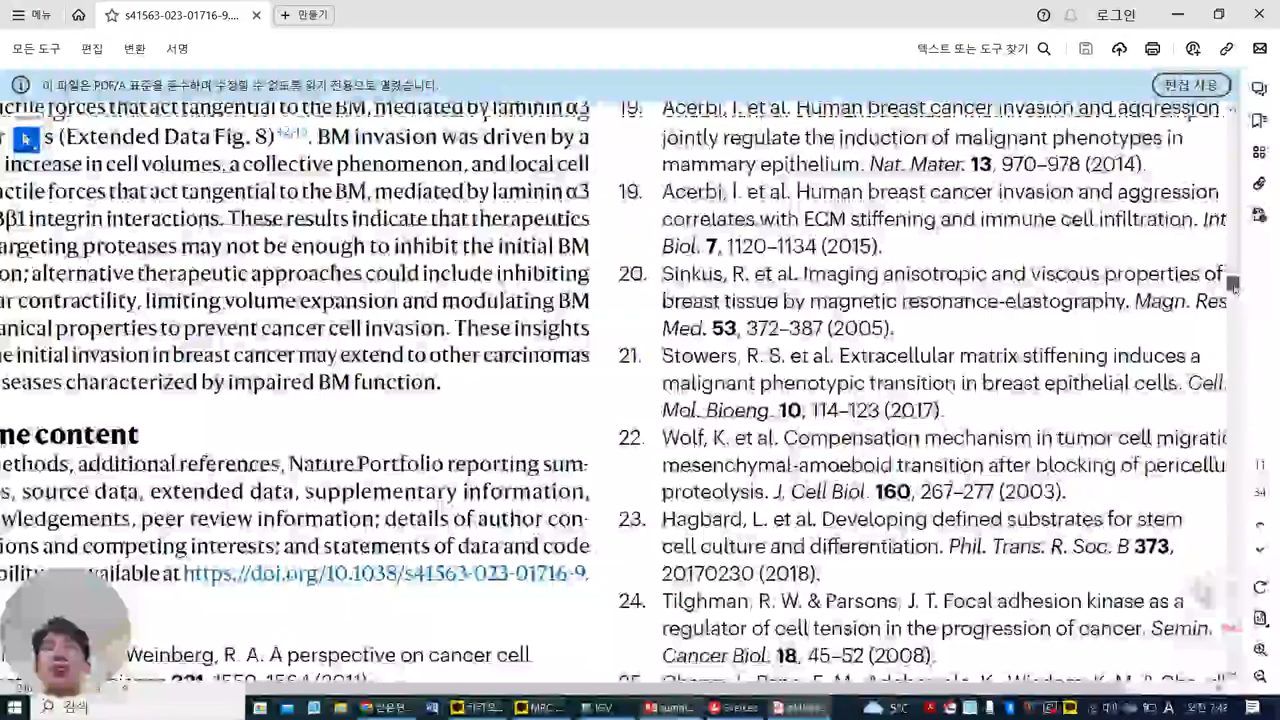 메뉴
s41563-023-01716-9....
만들기
로그인
모든 도구 편집 변환 서명
텍스트 또는 도구 찾기
이 파일은 PDF/A 표준을 준수하며 수정할 수 없도록 읽기 전용으로 열렸습니다.
편집 사용
ctile forces that act tangential to the BM, mediated by laminin α3
s (Extended Data Fig. 8). BM invasion was driven by a
increase in cell volumes, a collective phenomenon, and local cell
actile forces that act tangential to the BM, mediated by laminin α3
3β1 integrin interactions. These results indicate that therapeutics
argeting proteases may not be enough to inhibit the initial BM
on; alternative therapeutic approaches could include inhibiting
ar contractility, limiting volume expansion and modulating BM
anical properties to prevent cancer cell invasion. These insights
e initial invasion in breast cancer may extend to other carcinomas
seases characterized by impaired BM function.
ne content
ethods, additional references, Nature Portfolio reporting sum-
s, source data, extended data, supplementary information,
wledgements, peer review information; details of author con-
ions and competing interests; and statements of data and code
available at https://doi.org/10.1038/s41563-023-01716-9.
Weinberg, R. A. A perspective on cancer cell
19. Acerbi, I. et al. Human breast cancer invasion and aggression
jointly regulate the induction of malignant phenotypes in
mammary epithelium. Nat. Mater. 13, 970–978 (2014).
19. Acerbi, I. et al. Human breast cancer invasion and aggression
correlates with ECM stiffening and immune cell infiltration. Int
Biol. 7, 1120–1134 (2015).
20. Sinkus, R. et al. Imaging anisotropic and viscous properties of
breast tissue by magnetic resonance-elastography. Magn. Res
Med. 53, 372–387 (2005).
21. Stowers, R. S. et al. Extracellular matrix stiffening induces a
malignant phenotypic transition in breast epithelial cells. Cell.
Mol. Bioeng. 10, 114–123 (2017).
22. Wolf, K. et al. Compensation mechanism in tumor cell migratic
mesenchymal-amoeboid transition after blocking of pericellu
proteolysis. J. Cell Biol. 160, 267–277 (2003).
23. Hagbard, L. et al. Developing defined substrates for stem
cell culture and differentiation. Phil. Trans. R. Soc. B 373,
20170230 (2018).
24. Tilghman, R. W. & Parsons, J. T. Focal adhesion kinase as a
regulator of cell tension in the progression of cancer. Semin.
Cancer Biol. 18, 45–52 (2008).
11
34
검색
IGV
5°C
A
오전 7:43